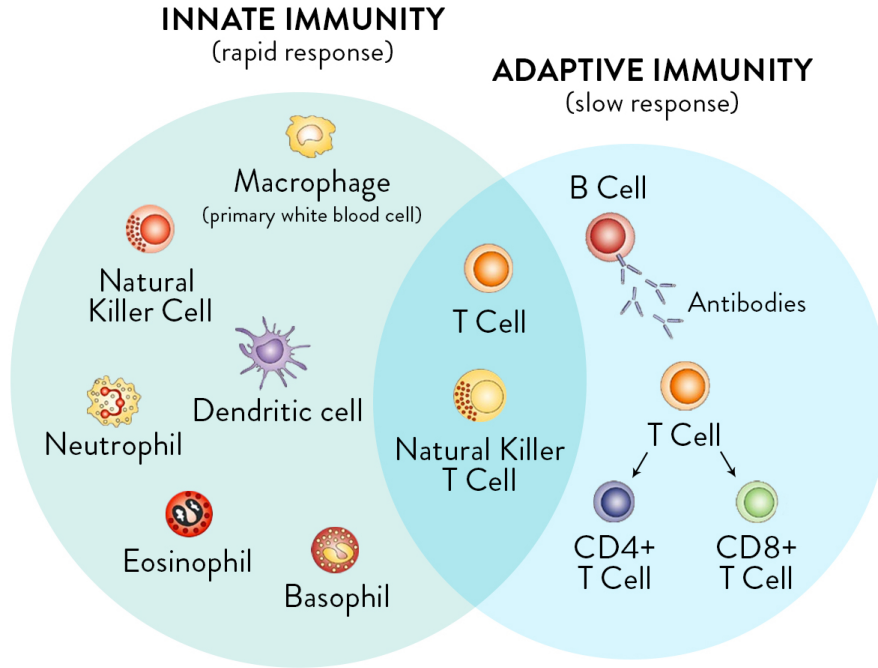 INNATE IMMUNITY
(rapid response)
ADAPTIVE IMMUNITY
(slow response)
Macrophage
(primary white blood cell)
Natural
Killer Cell
Dendritic cell
Neutrophil
Eosinophil
Basophil
T Cell
Natural Killer
T Cell
B Cell
Antibodies
T Cell
CD4+
T Cell
CD8+
T Cell